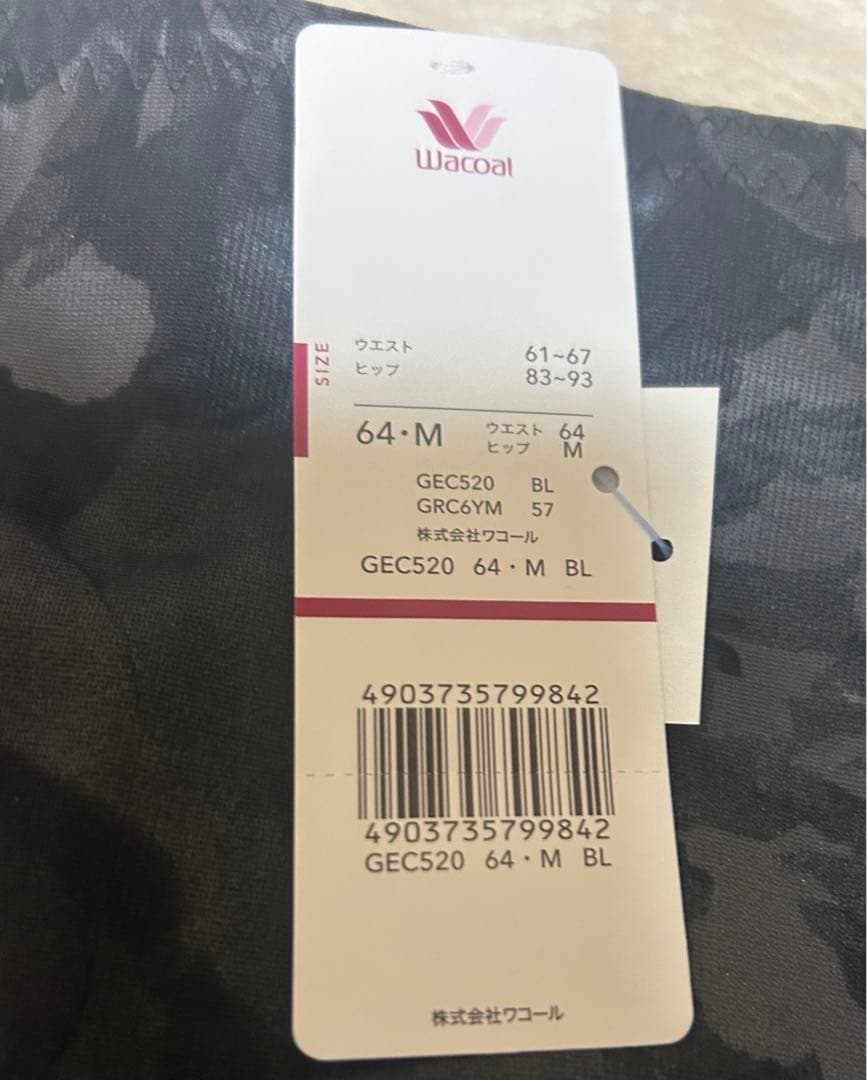 Wacoal
SIZE
ウエスト 61~67
ヒップ 83~93
64・M ウエスト 64
ヒップ M
GEC520 BL
GRC6YM 57
株式会社ワコール
GEC520 64・M BL
4903735799842
4903735799842
GEC520 64・M BL
株式会社ワコール